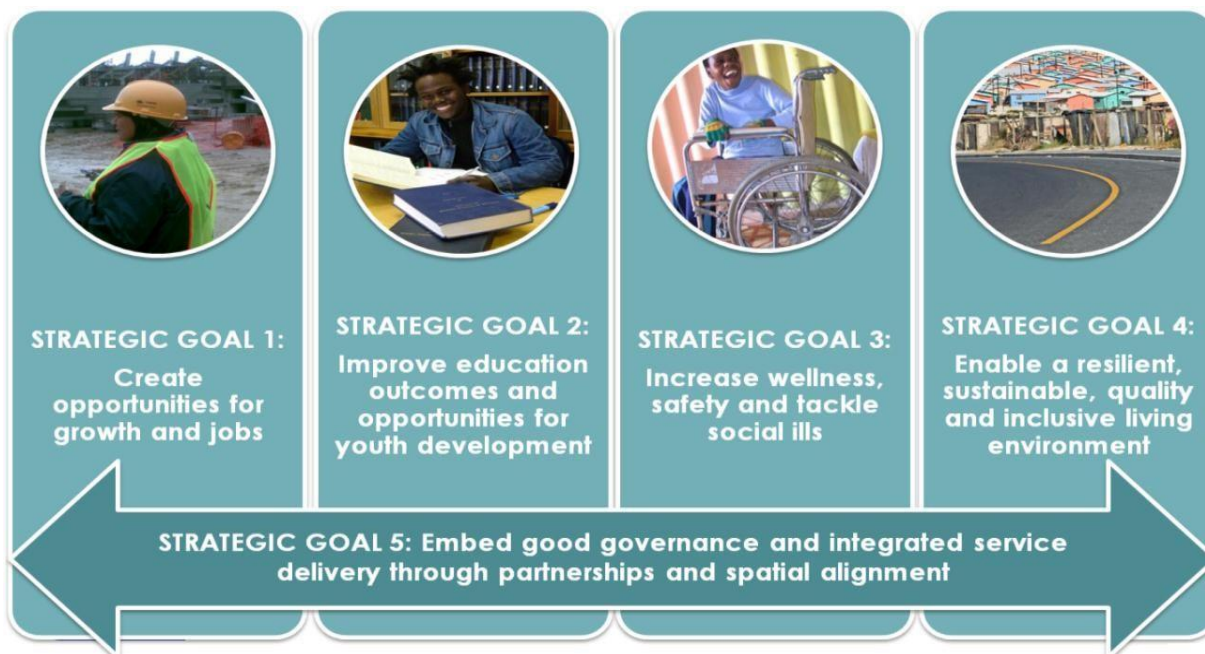 STRATEGIC GOAL 1:
Create
opportunities for
growth and jobs
STRATEGIC GOAL 2:
Improve education
outcomes and
opportunities for
youth development
STRATEGIC GOAL 3:
Increase wellness,
safety and tackle
social ills
STRATEGIC GOAL 4:
Enable a resilient,
sustainable, quality
and inclusive living
environment
STRATEGIC GOAL 5: Embed good governance and integrated service
delivery through partnerships and spatial alignment